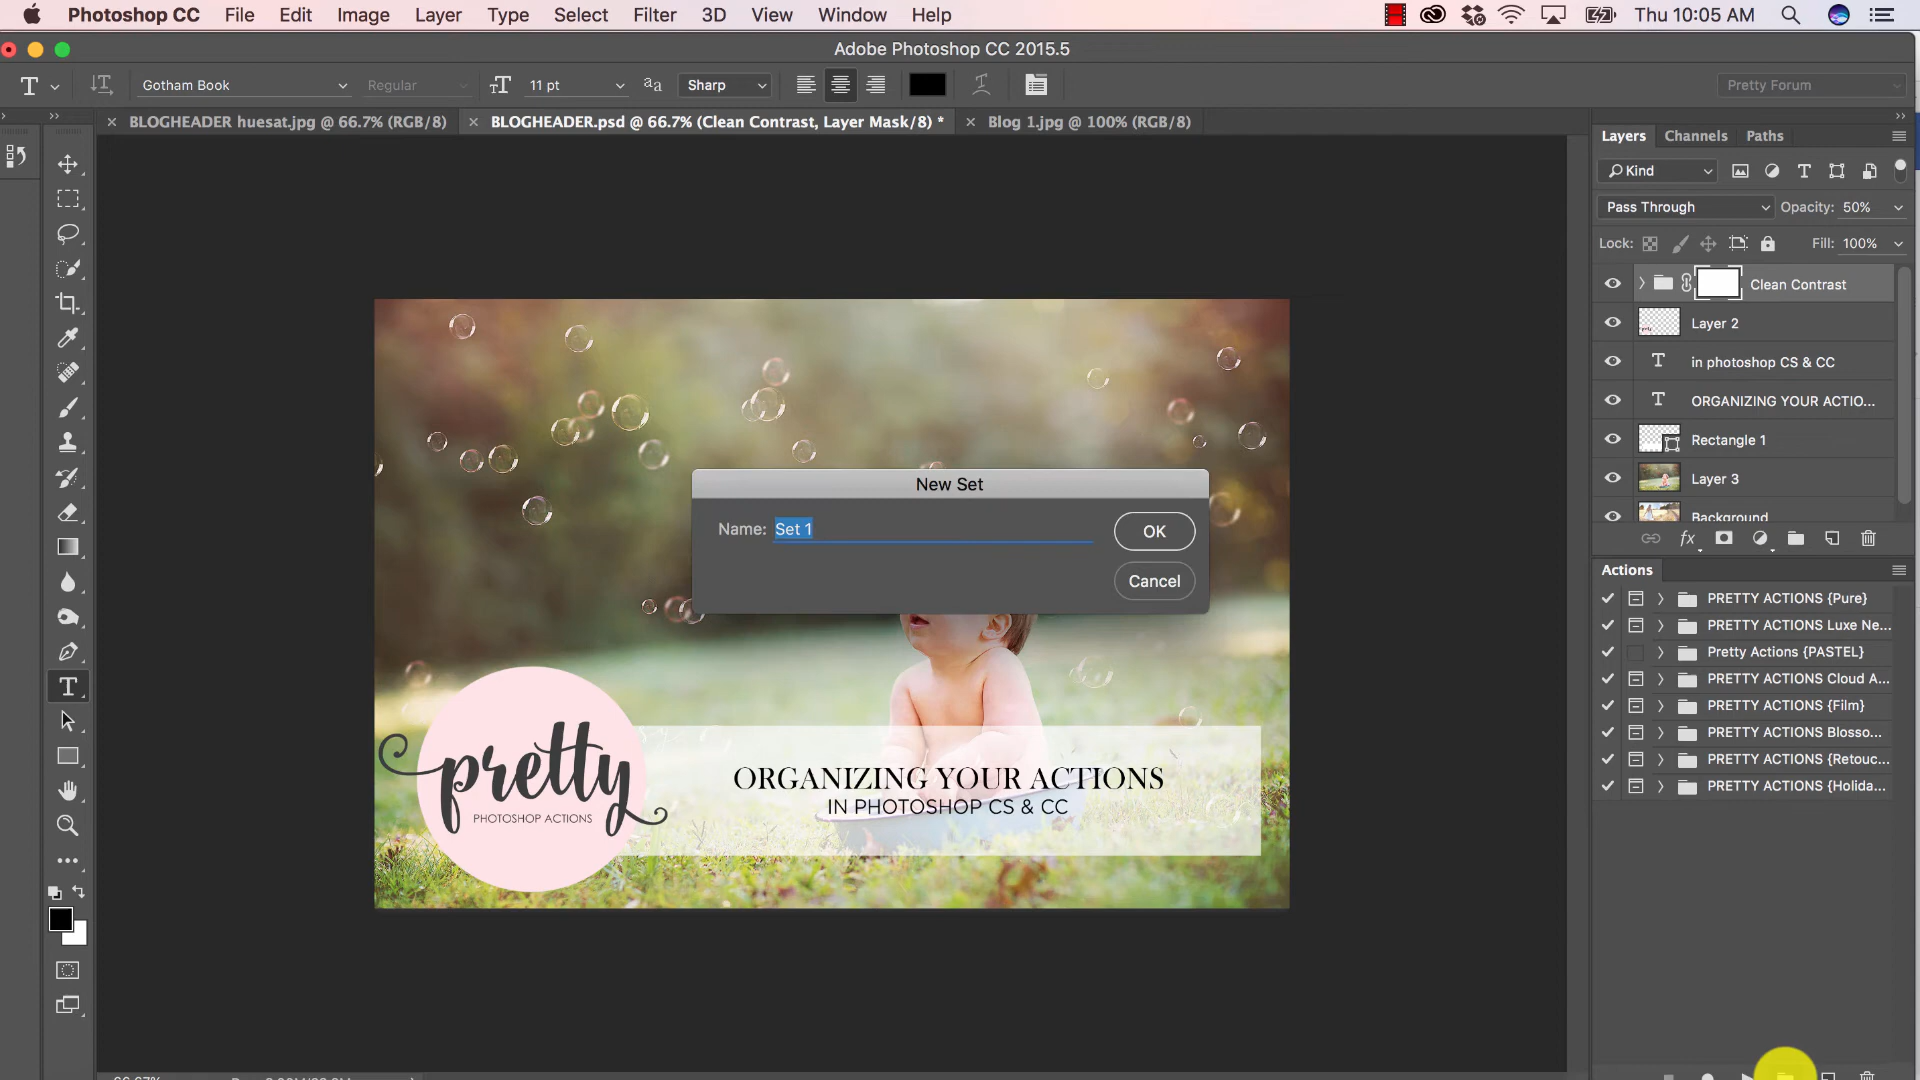 Photoshop CC File Edit Image Layer Type Select Filter 3D View Window Help Thu 10:05 AM
Adobe Photoshop CC 2015.5
T Gotham Book Regular 11 pt aa Sharp Pretty Forum
BLOGHEADER huesat.jpg @ 66.7% (RGB/8) BLOGHEADER.psd @ 66.7% (Clean Contrast, Layer Mask/8) * Blog 1.jpg @ 100% (RGB/8)
Layers Channels Paths
Kind
Pass Through Opacity: 50%
Lock: Fill: 100%
Clean Contrast
Layer 2
in photoshop CS & CC
ORGANIZING YOUR ACTIO...
Rectangle 1
Layer 3
Background
fx
New Set
Name: Set 1 OK
Cancel
Actions
PRETTY ACTIONS {Pure}
PRETTY ACTIONS Luxe Ne...
Pretty Actions {PASTEL}
PRETTY ACTIONS Cloud A...
PRETTY ACTIONS {Film}
PRETTY ACTIONS Blosso...
PRETTY ACTIONS {Retouc...
PRETTY ACTIONS {Holida...
pretty
PHOTOSHOP ACTIONS
ORGANIZING YOUR ACTIONS
IN PHOTOSHOP CS & CC